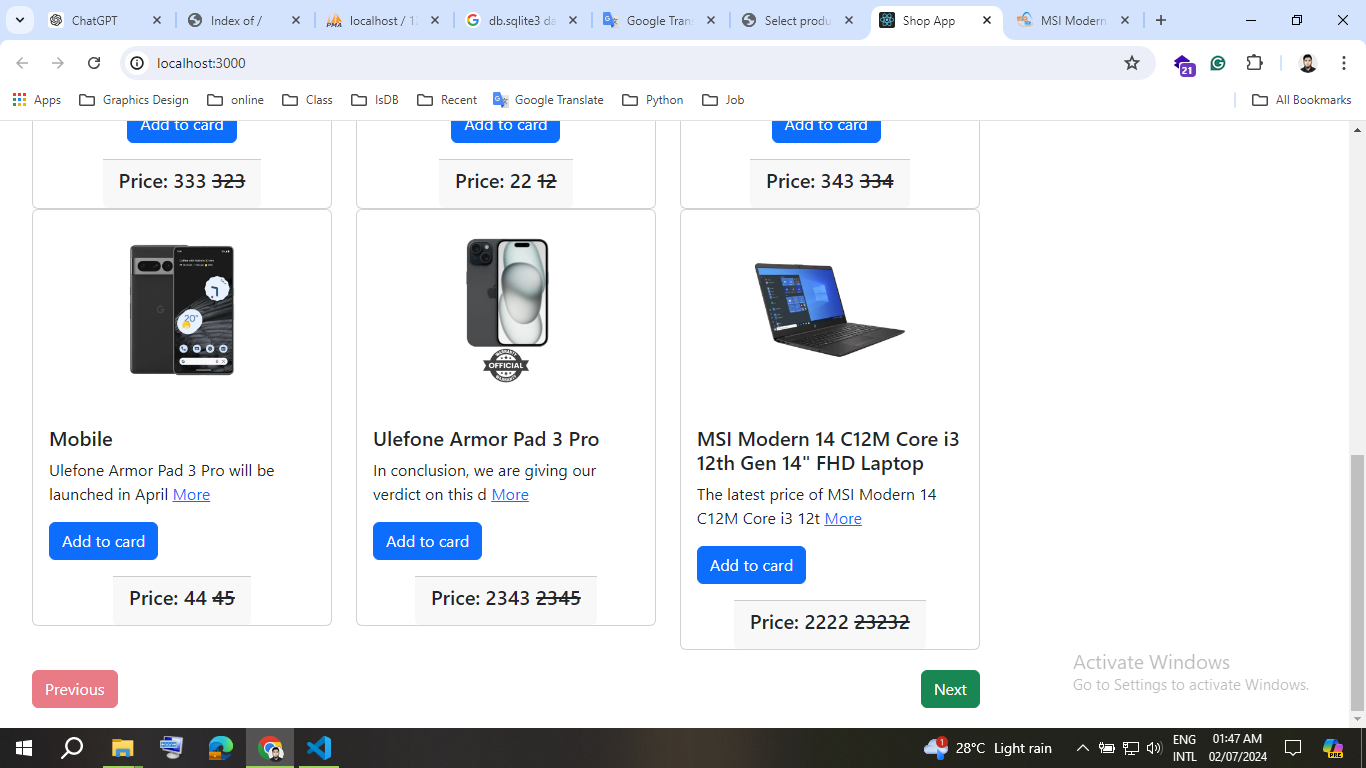 ChatGPT
Index of /
localhost / 12
db.sqlite3 da
Google Tran
Select produ
Shop App
MSI Modern
localhost:3000
21
Apps
Graphics Design
online
Class
IsDB
Recent
Google Translate
Python
Job
All Bookmarks
Add to card
Add to card
Add to card
Price: 333 323
Price: 22 12
Price: 343 334
20°
OFFICIAL
WARRANTY
Mobile
Ulefone Armor Pad 3 Pro will be
launched in April More
Add to card
Price: 44 45
Ulefone Armor Pad 3 Pro
In conclusion, we are giving our
verdict on this d More
Add to card
Price: 2343 2345
MSI Modern 14 C12M Core i3
12th Gen 14" FHD Laptop
The latest price of MSI Modern 14
C12M Core i3 12t More
Add to card
Price: 2222 23232
Previous
Next
Activate Windows
Go to Settings to activate Windows.
1
28°C Light rain
ENG
INTL
01:47 AM
02/07/2024
PRE